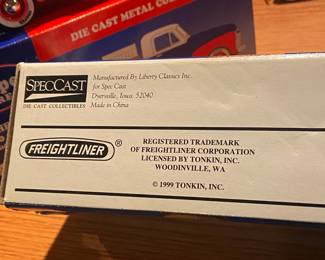 DIE CAST METAL
SPECCAST
DIE CAST COLLECTIBLES
Manufactured By Liberty Classics Inc.
for Spec Cast
Dyersville, Iowa 52040
Made in China
FREIGHTLINER ®
REGISTERED TRADEMARK
OF FREIGHTLINER CORPORATION
LICENSED BY TONKIN, INC.
WOODINVILLE, WA
© 1999 TONKIN, INC.